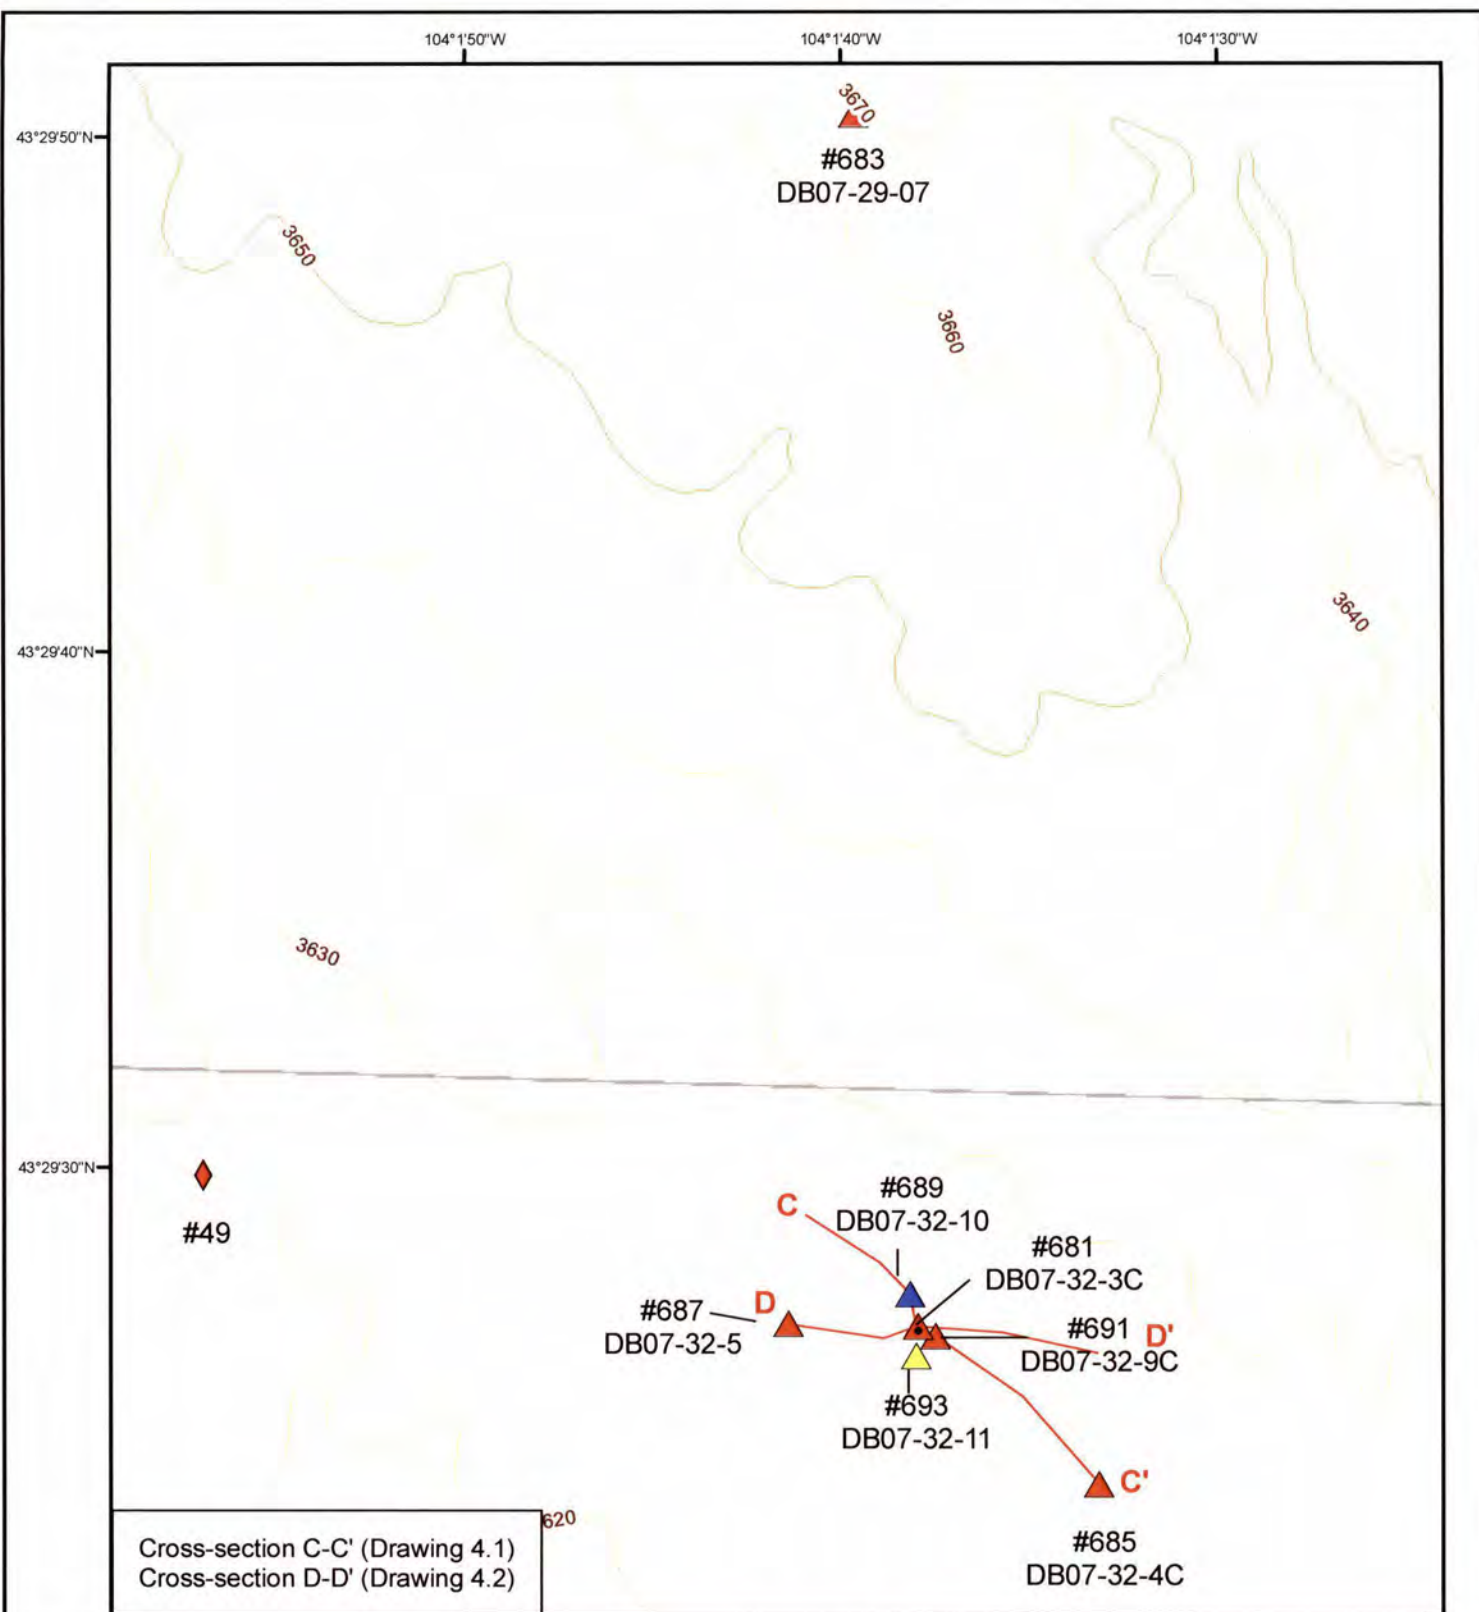 104°1'50"W
104°1'40"W
104°1'30"W
43°29'50"N
3670
#683
DB07-29-07
3650
3660
3640
43°29'40"N
3630
43°29'30"N
#49
C
#689
DB07-32-10
#681
DB07-32-3C
D
#687
DB07-32-5
#691
DB07-32-9C
D'
#693
DB07-32-11
C'
#685
DB07-32-4C
620
Cross-section C-C' (Drawing 4.1)
Cross-section D-D' (Drawing 4.2)